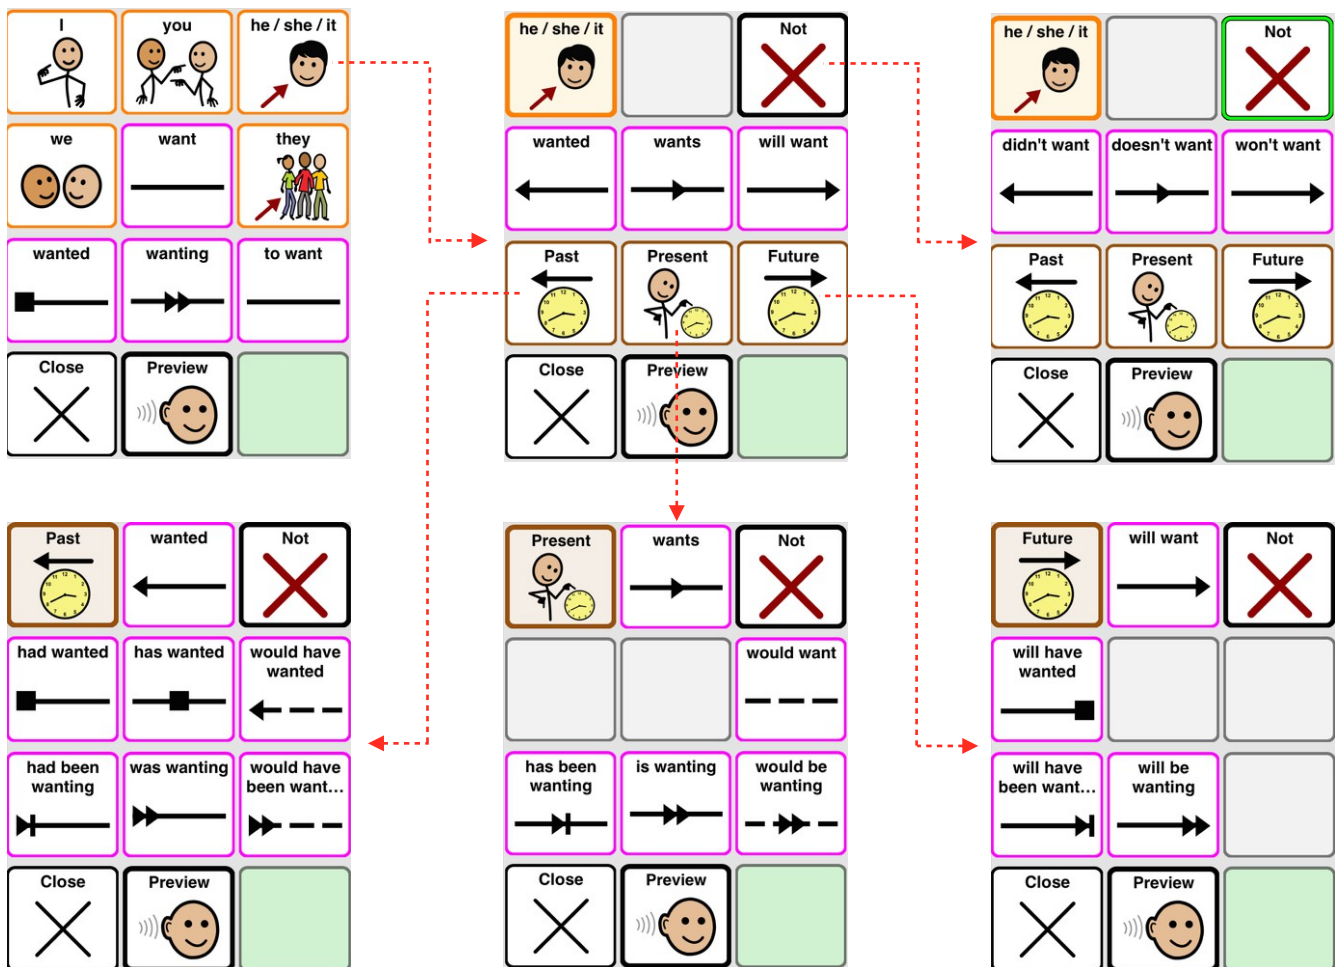 I
you
he / she / it
we
want
they
wanted
wanting
to want
Close
Preview
he / she / it
Not
wanted
wants
will want
Past
Present
Future
Close
Preview
he / she / it
Not
didn't want
doesn't want
won't want
Past
Present
Future
Close
Preview
Past
wanted
Not
had wanted
has wanted
would have
wanted
had been
wanting
was wanting
would have
been want…
Close
Preview
Present
wants
Not
would want
has been
wanting
is wanting
would be
wanting
Close
Preview
Future
will want
Not
will have
wanted
will have
been want…
will be
wanting
Close
Preview